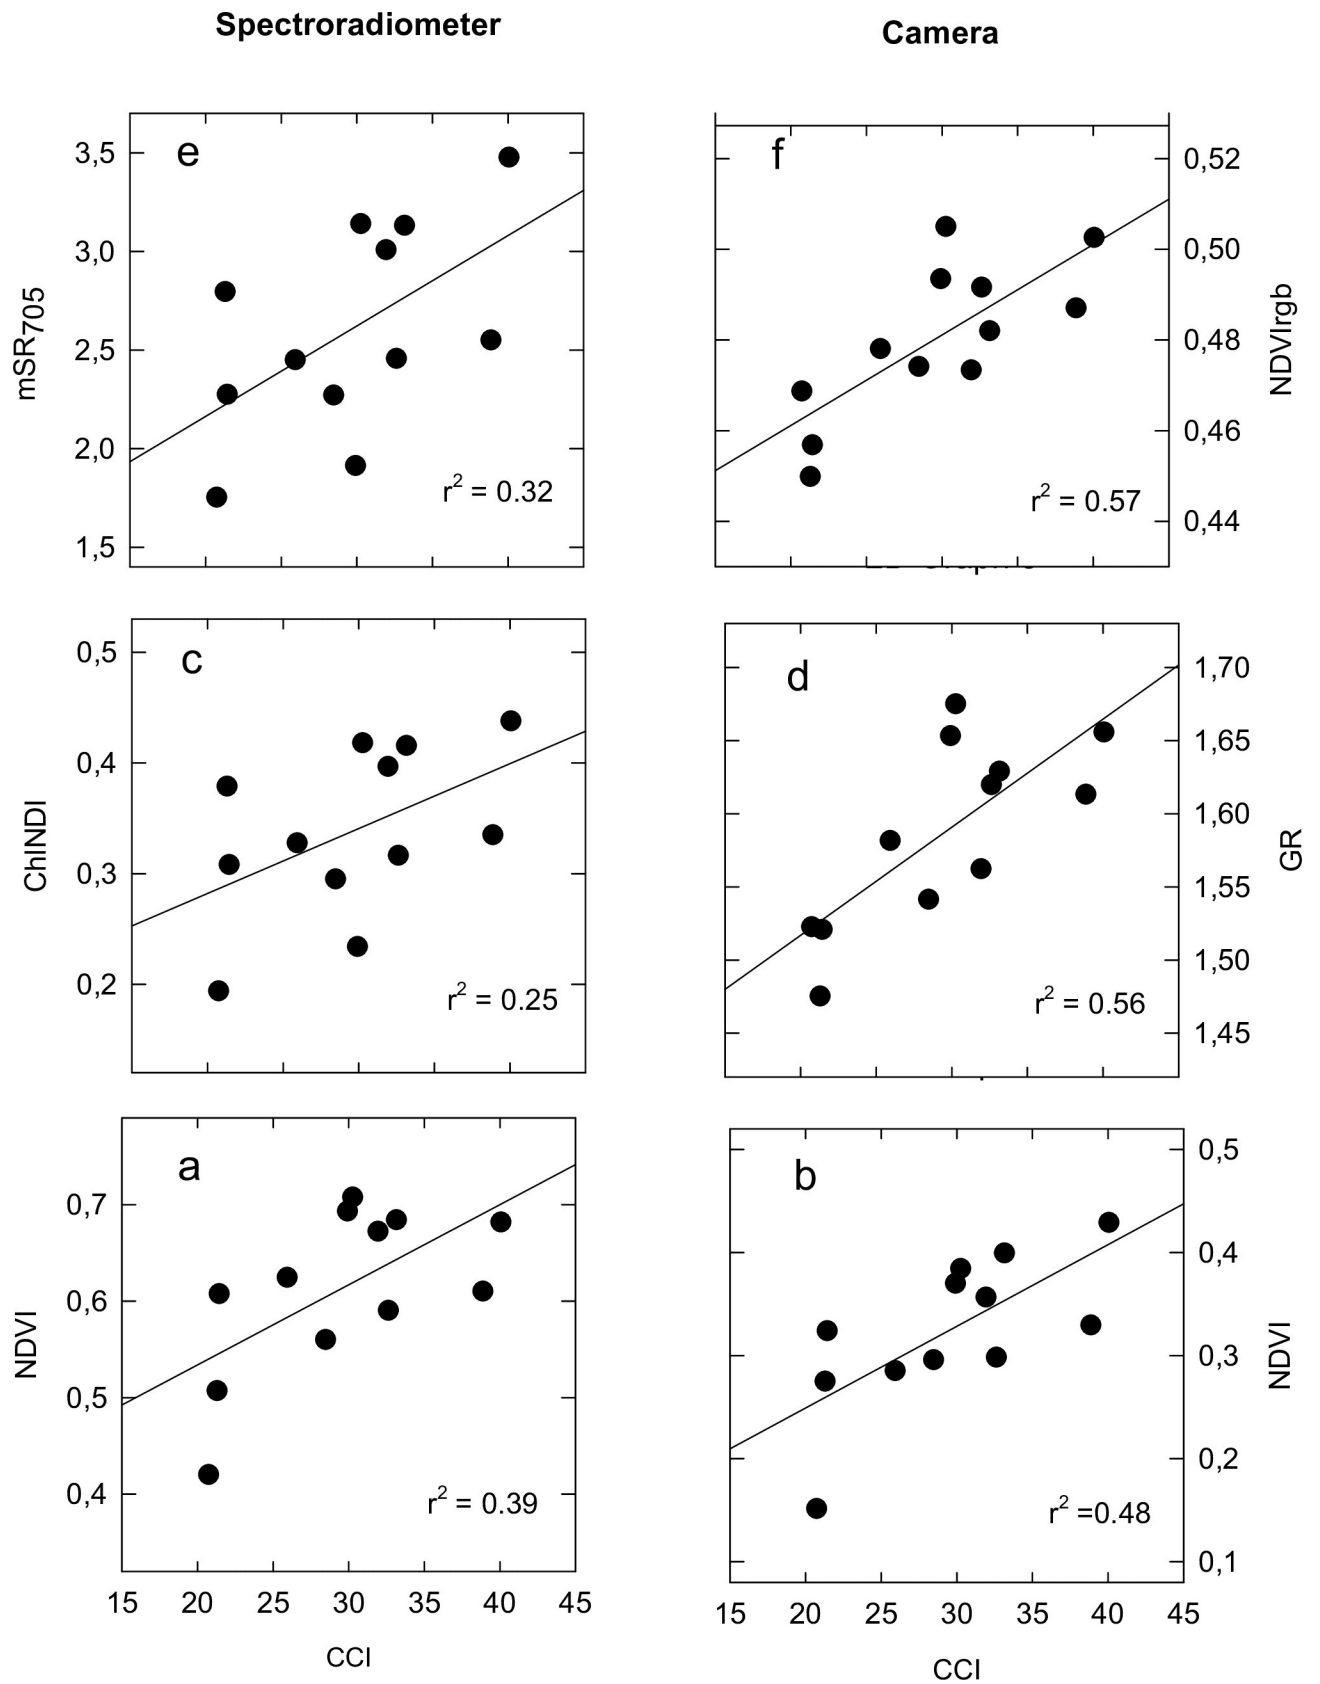 Spectroradiometer
Camera
e
3,5
3,0
2,5
2,0
1,5
mSR705
r2 = 0.32
f
0,52
0,50
0,48
0,46
0,44
NDVIrgb
r2 = 0.57
c
0,5
0,4
0,3
0,2
ChlNDI
r2 = 0.25
d
1,70
1,65
1,60
1,55
1,50
1,45
GR
r2 = 0.56
a
0,7
0,6
0,5
0,4
NDVI
r2 = 0.39
15 20 25 30 35 40 45
CCI
b
0,5
0,4
0,3
0,2
0,1
NDVI
r2 =0.48
15 20 25 30 35 40 45
CCI